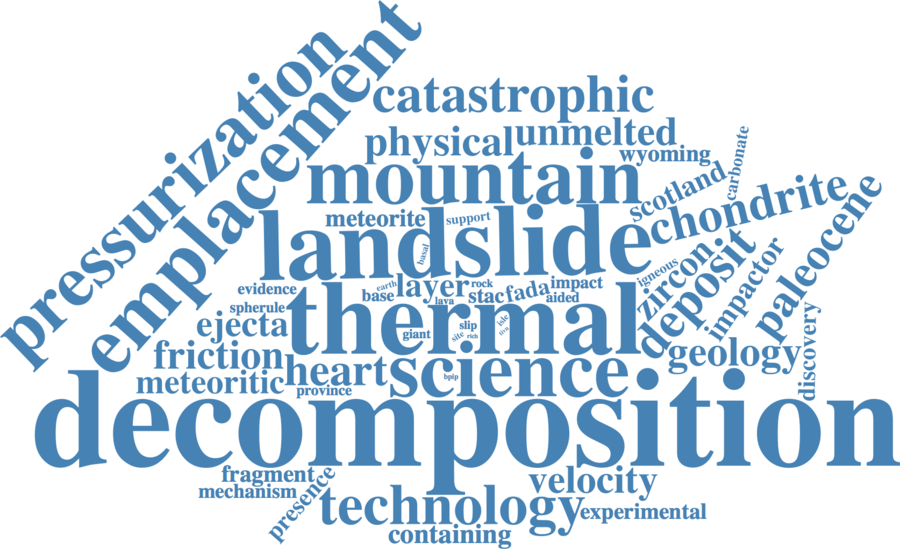 pressurization
emplacement
catastrophic
physical
unmelted
wyoming
carbonate
mountain
scotland
chondrite
meteorite
support
landslide
basal
paleocene
evidence
earth
base
layer
rock
lava
stac
fada
impact
aided
igneous
zircon
deposit
impactor
spherule
ejecta
thermal
giant
slip
site
rich
isle
friction
heart
science
geology
discovery
meteoritic
province
bpip
decomposition
fragment
mechanism
presence
technology
velocity
experimental
containing